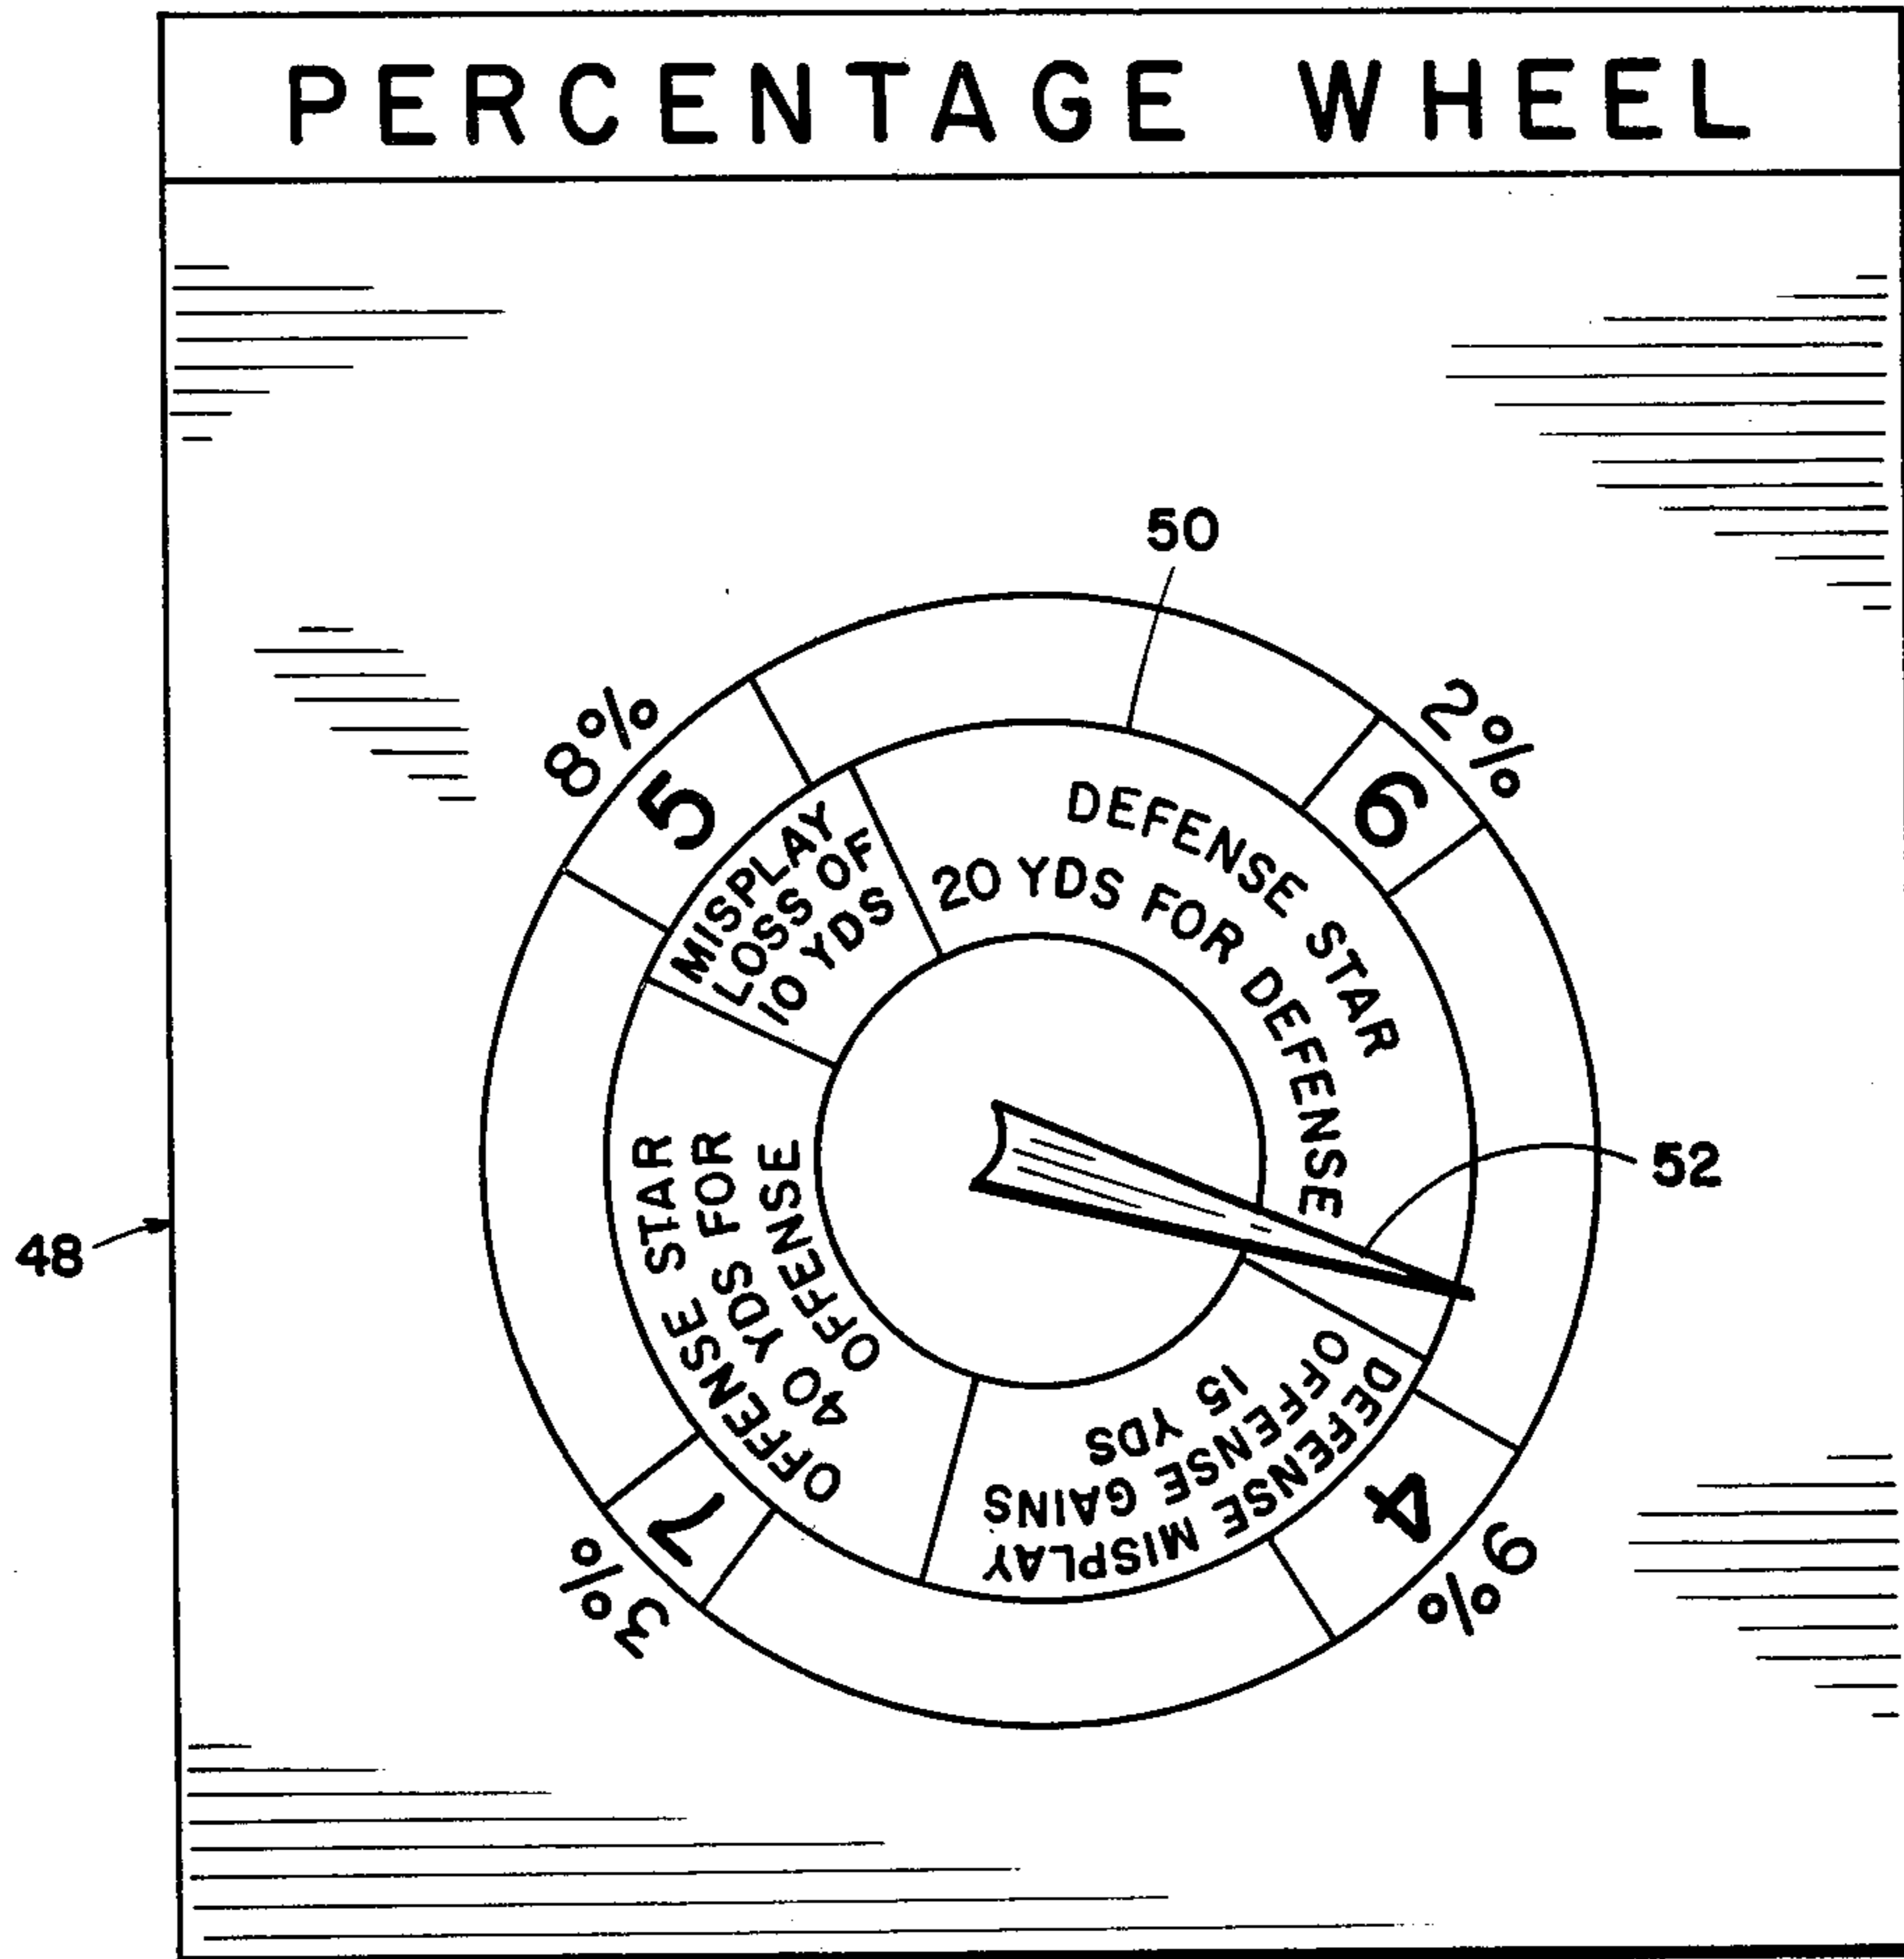 PERCENTAGE WHEEL
50
8%
2%
5
6
MISPLAY
LOSS OF
10 YDS
DEFENSE STAR
20 YDS FOR DEFENSE
52
48
OFFENSE STAR
40 YDS FOR
OFFENSE
DEFENSE MISPLAY
OFFENSE GAINS
15 YDS
7
4
3%
6%